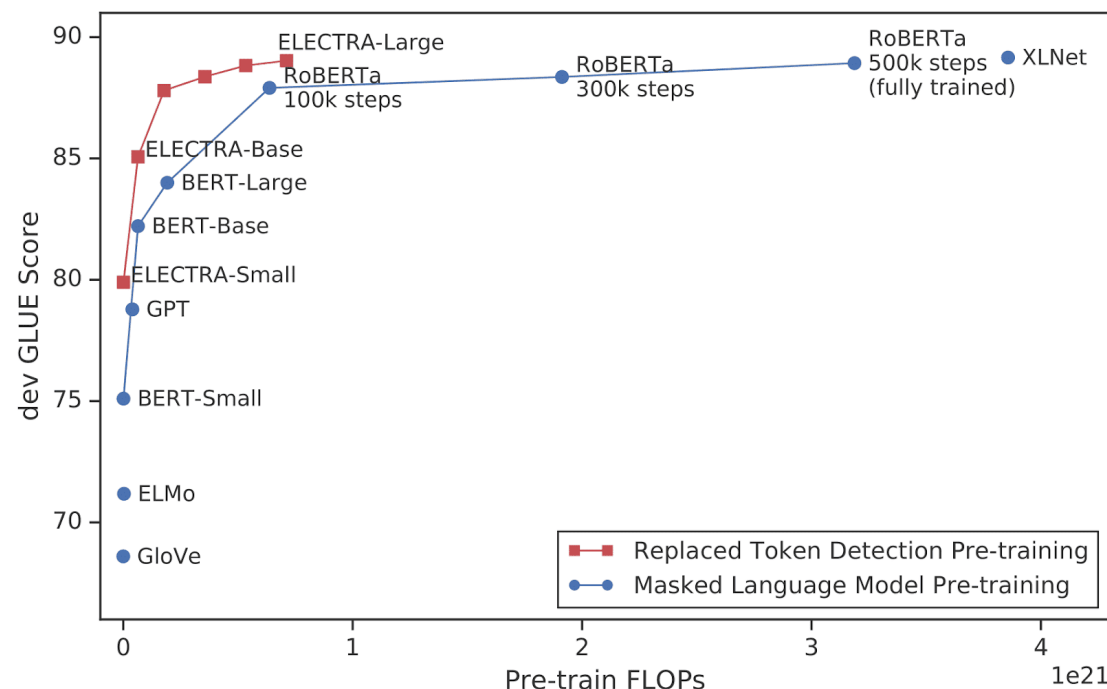 90
85
80
75
70
dev GLUE Score
ELECTRA-Large
RoBERTa
100k steps
RoBERTa
300k steps
RoBERTa
500k steps
(fully trained)
XLNet
ELECTRA-Base
BERT-Large
BERT-Base
ELECTRA-Small
GPT
BERT-Small
ELMo
GloVe
Replaced Token Detection Pre-training
Masked Language Model Pre-training
0 1 2 3 4
1e21
Pre-train FLOPs